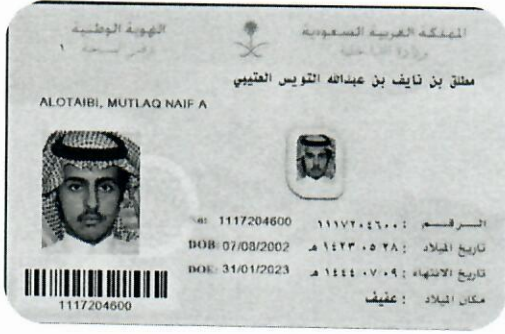 المملكة العربية السعودية
وزارة الداخلية
الهوية الوطنية
١
مطلق بن نايف بن عبدالله التويس العتيبي
ALOTAIBI, MUTLAQ NAIF A
1117204600 الرقم : ١١١٧٢٠٤٦٠٠
DOB: 07/08/2002 تاريخ الميلاد : ١٤٢٣ ٠٥ ٢٨ هـ
DOE: 31/01/2023 تاريخ الانتهاء : ١٤٤٤ ٠٧ ٠٩ هـ
مكان الميلاد : عفيف
1117204600